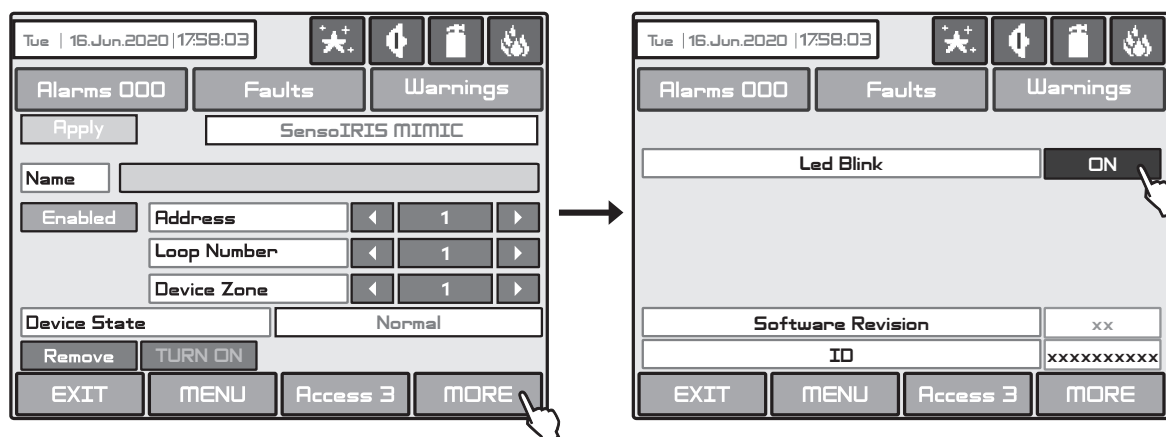 Tue | 16.Jun.2020 | 17:58:03
Alarms 000 Faults Warnings
Apply SensoIRIS MIMIC
Name
Enabled Address 1
Loop Number 1
Device Zone 1
Device State Normal
Remove TURN ON
EXIT MENU Access 3 MORE
Tue | 16.Jun.2020 | 17:58:03
Alarms 000 Faults Warnings
Led Blink ON
Software Revision xx
ID xxxxxxxxxx
EXIT MENU Access 3 MORE